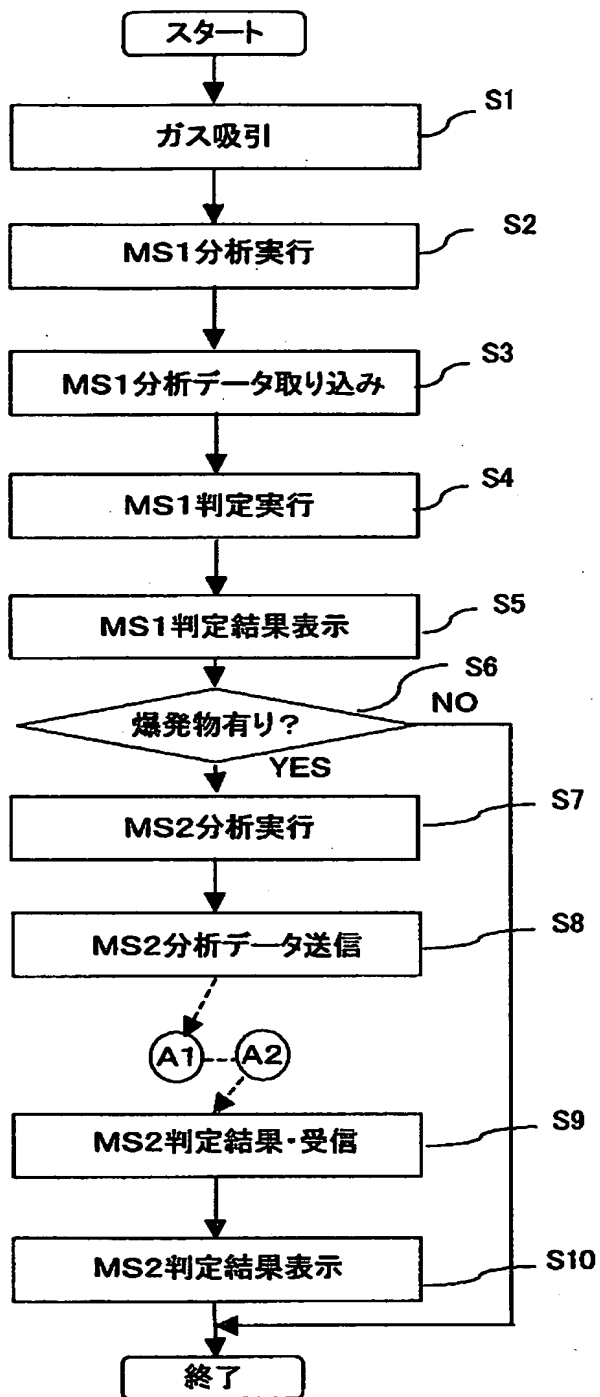 スタート
S1
ガス吸引
S2
MS1分析実行
S3
MS1分析データ取り込み
S4
MS1判定実行
S5
MS1判定結果表示
S6
爆発物有り?
NO
YES
S7
MS2分析実行
S8
MS2分析データ送信
A1
A2
S9
MS2判定結果・受信
S10
MS2判定結果表示
終了